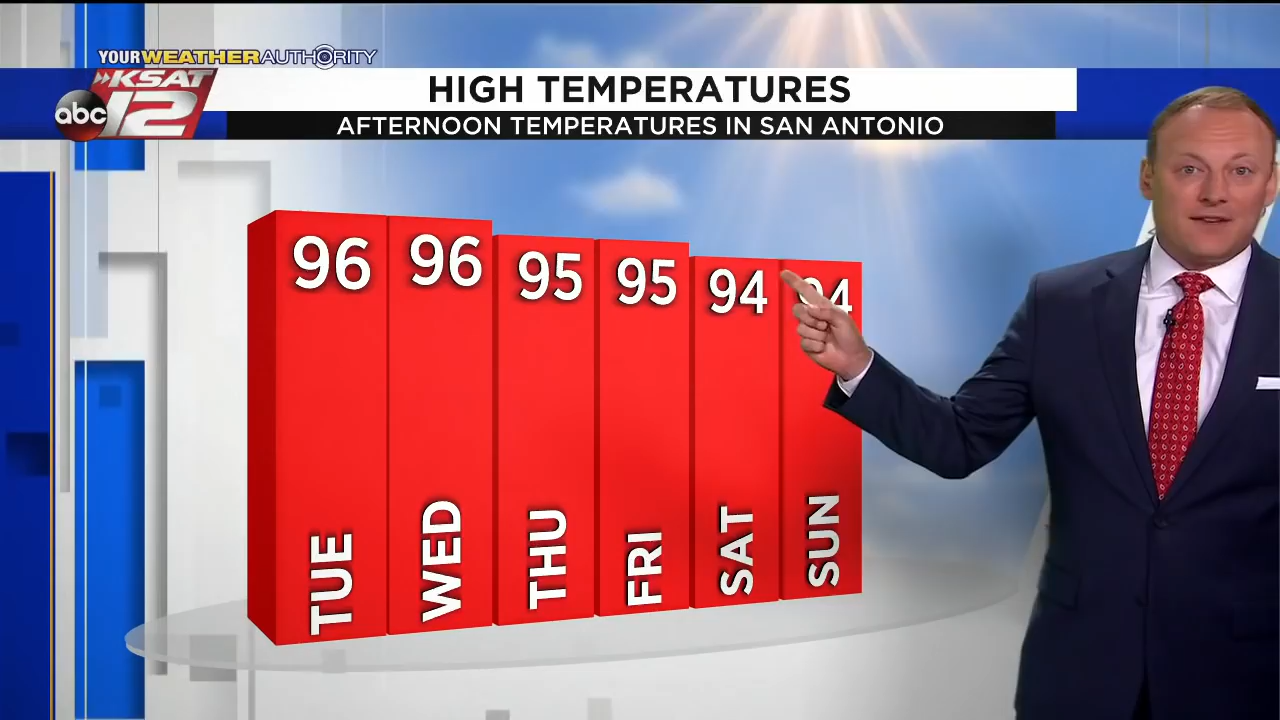 YOUR WEATHER AUTHORITY
KSAT
abc 12
HIGH TEMPERATURES
AFTERNOON TEMPERATURES IN SAN ANTONIO
96 96 95 95 94 94
TUE WED THU FRI SAT SUN